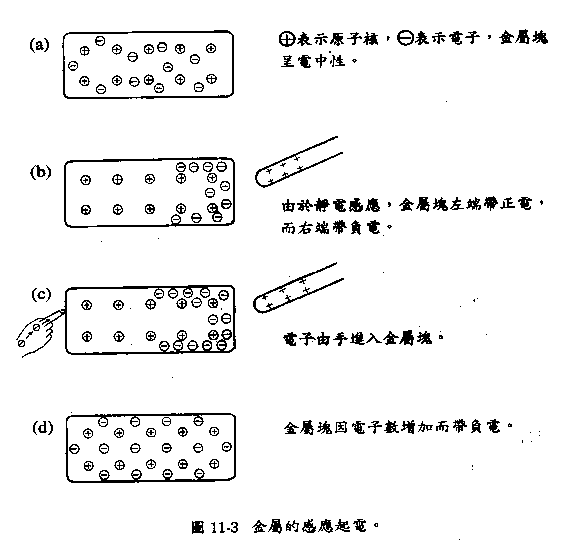 (a)
⊕表示原子核，⊖表示電子，金屬塊
呈電中性。
(b)
由於靜電感應，金屬塊左端帶正電，
而右端帶負電。
(c)
電子由手進入金屬塊。
(d)
金屬塊因電子數增加而帶負電。
圖 11-3 金屬的感應起電。